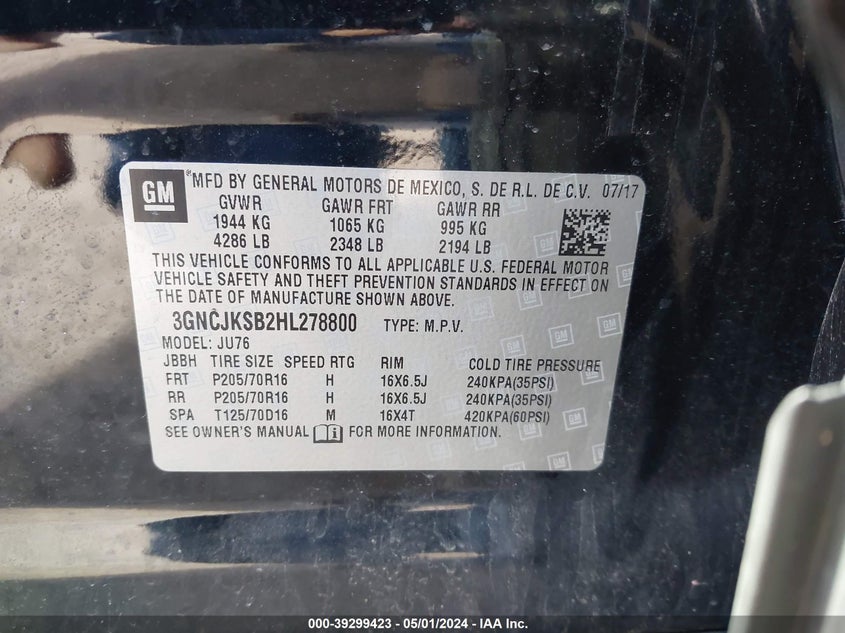 GM MFD BY GENERAL MOTORS DE MEXICO, S. DE R.L. DE C.V. 07/17
GVWR GAWR FRT GAWR RR
1944 KG 1065 KG 995 KG
4286 LB 2348 LB 2194 LB
THIS VEHICLE CONFORMS TO ALL APPLICABLE U.S. FEDERAL MOTOR
VEHICLE SAFETY AND THEFT PREVENTION STANDARDS IN EFFECT ON
THE DATE OF MANUFACTURE SHOWN ABOVE.
3GNCJKSB2HL278800 TYPE: M.P.V.
MODEL: JU76
JBBH TIRE SIZE SPEED RTG RIM COLD TIRE PRESSURE
FRT P205/70R16 H 16X6.5J 240KPA(35PSI)
RR P205/70R16 H 16X6.5J 240KPA(35PSI)
SPA T125/70D16 M 16X4T 420KPA(60PSI)
SEE OWNER'S MANUAL FOR MORE INFORMATION.
000-39299423 - 05/01/2024 - IAA Inc.